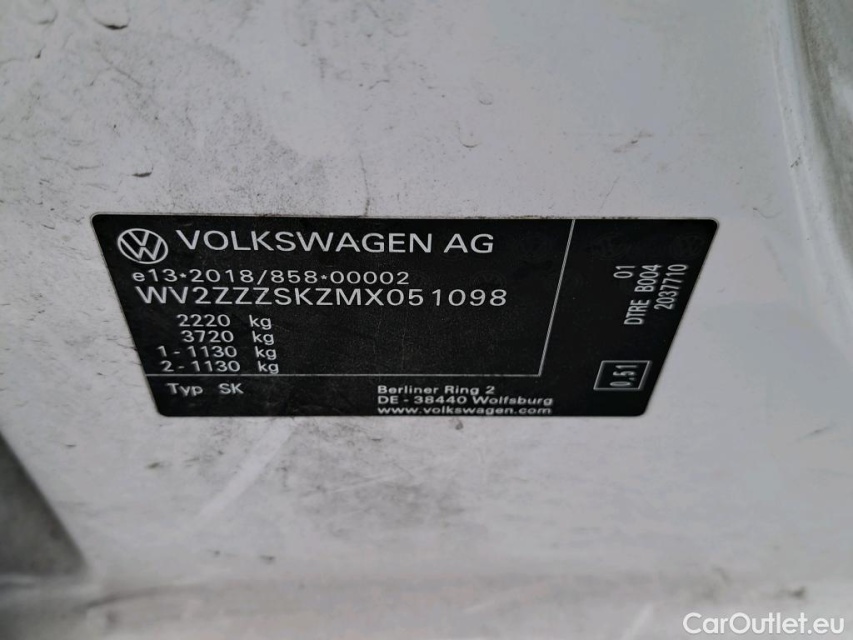 VOLKSWAGEN AG
e13*2018/858*00002
WV2ZZZSKZMX051098
2220 kg
3720 kg
1 - 1130 kg
2 - 1130 kg
Typ SK
Berliner Ring 2
DE - 38440 Wolfsburg
www.volkswagen.com
01
DTRE B004
2037710
0.51
CarOutlet.eu